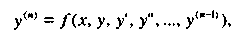 y⁽ⁿ⁾ = f(x, y, y′, y″, ..., y⁽ⁿ⁻¹⁾),